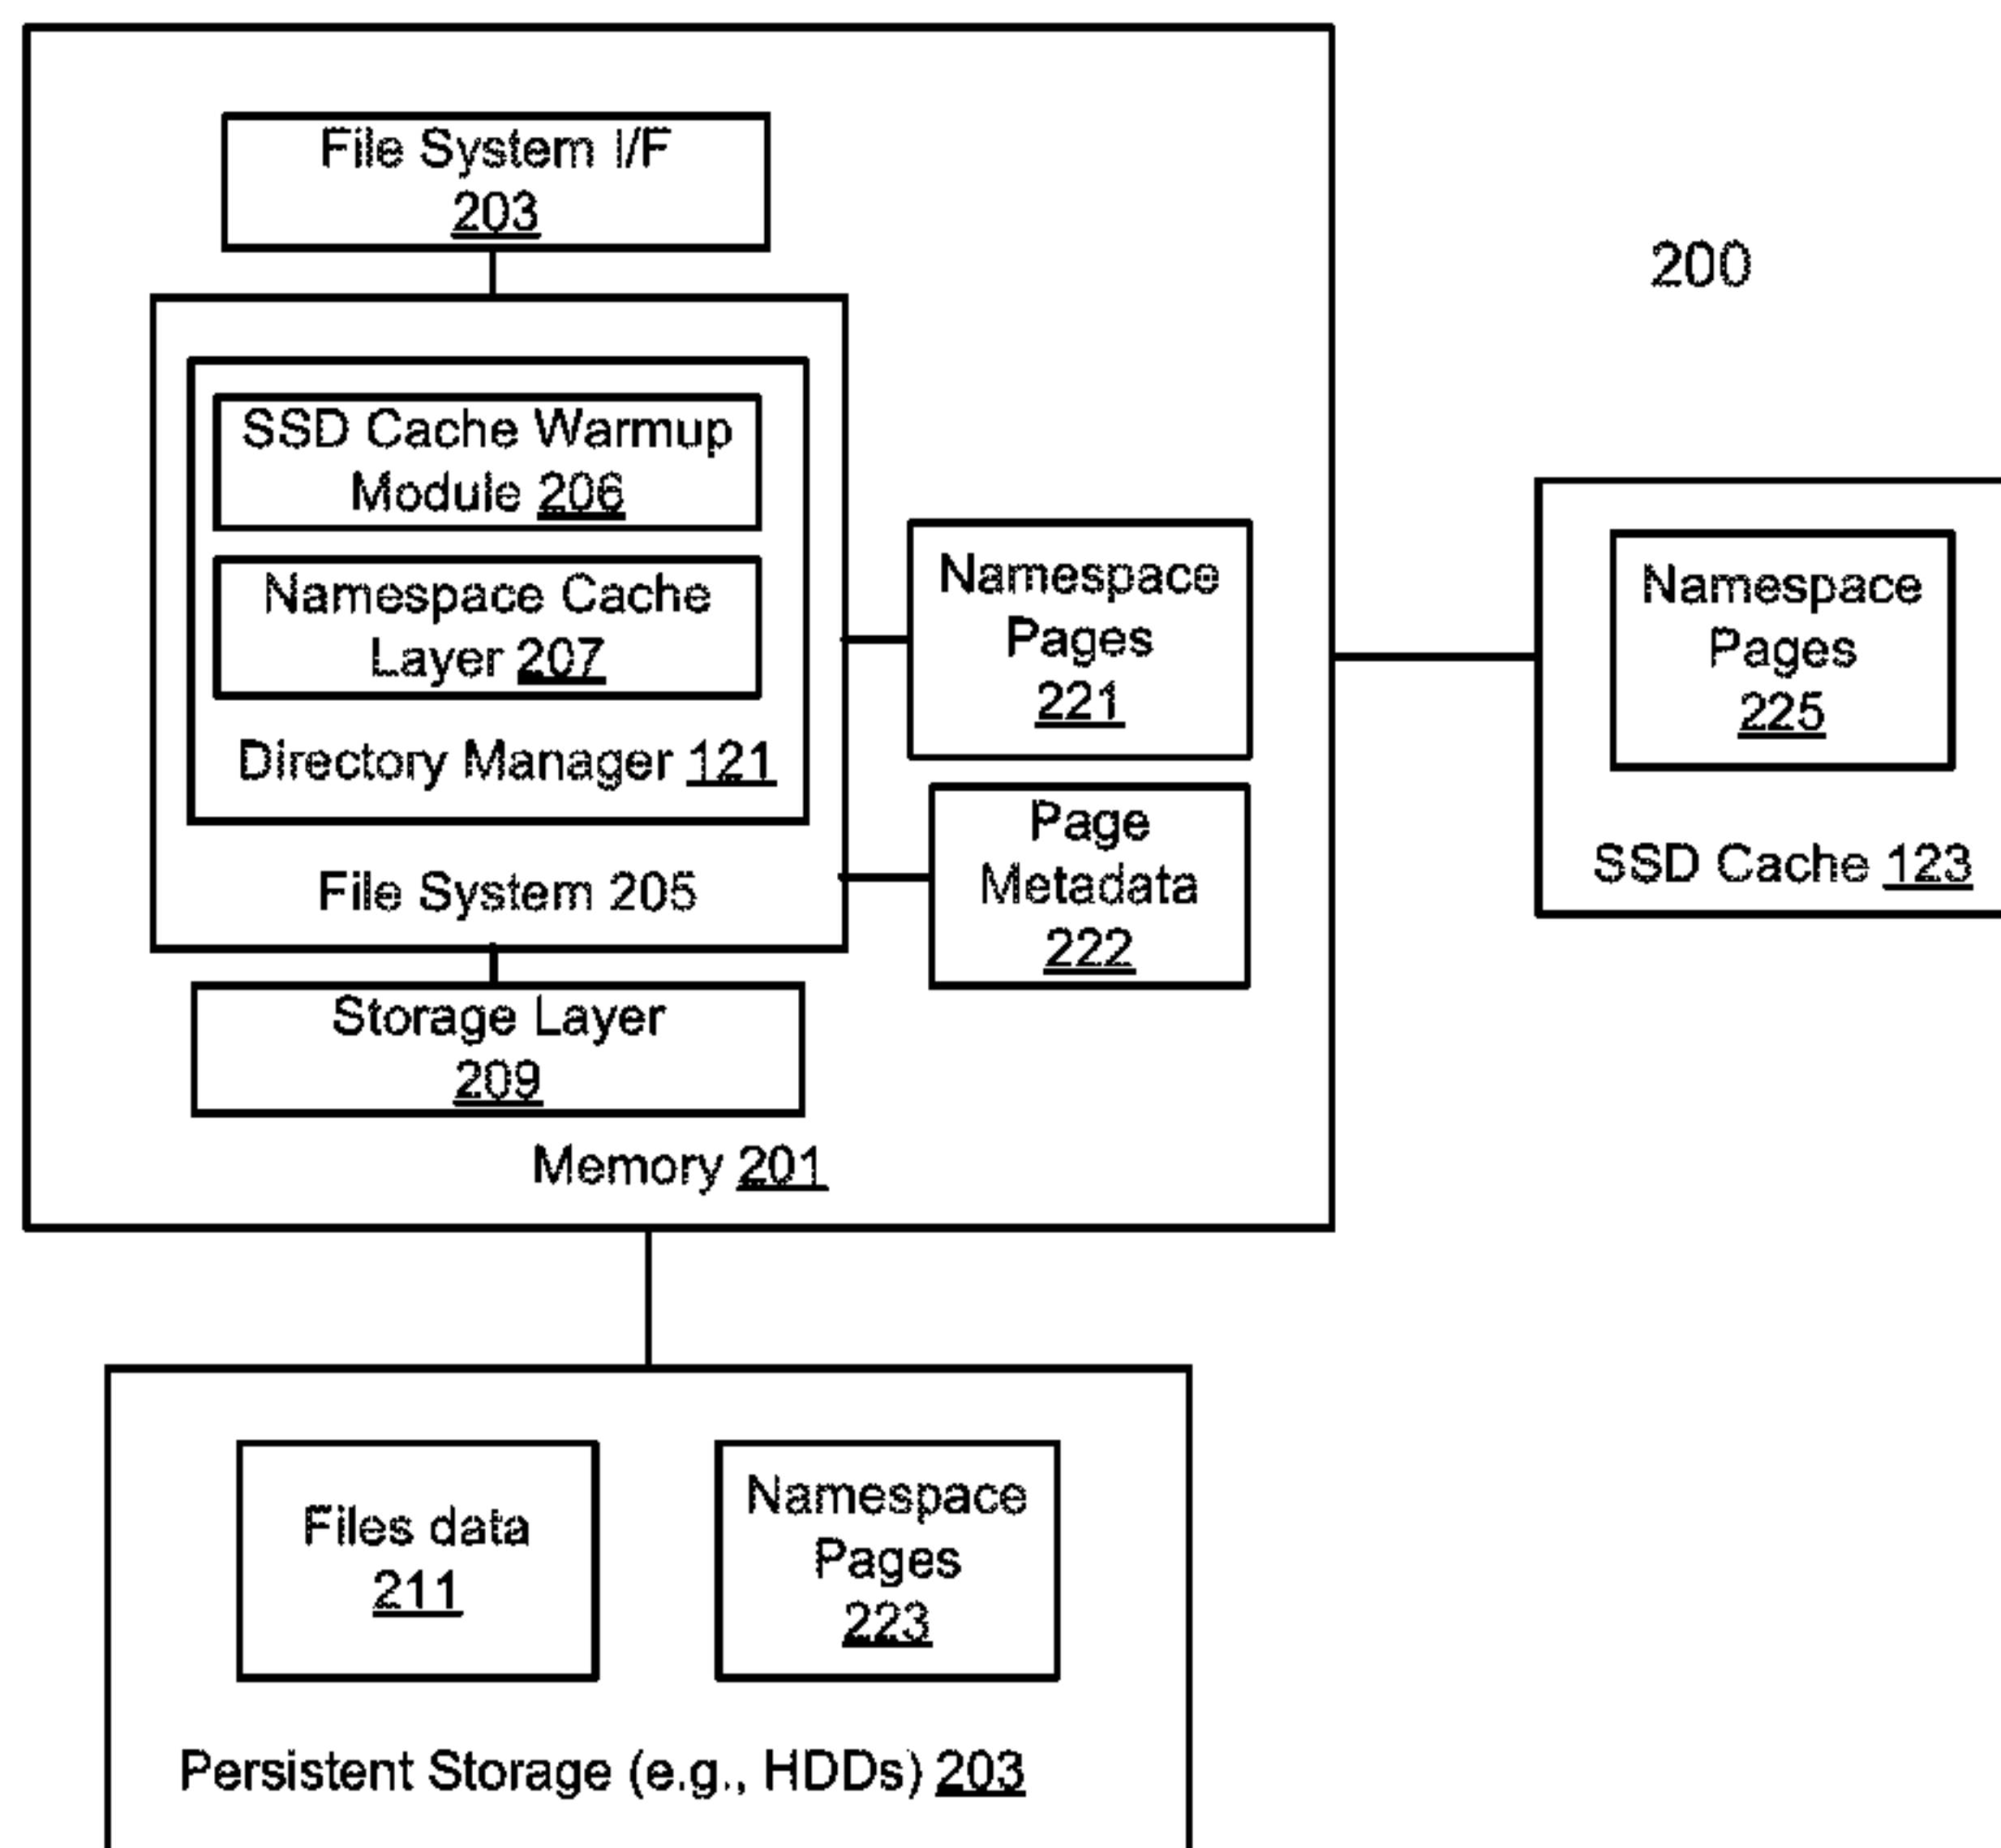 File System I/F
203
200
SSD Cache Warmup
Module 206
Namespace Cache
Layer 207
Directory Manager 121
File System 205
Namespace
Pages
221
Page
Metadata
222
Namespace
Pages
225
SSD Cache 123
Storage Layer
209
Memory 201
Files data
211
Namespace
Pages
223
Persistent Storage (e.g., HDDs) 203